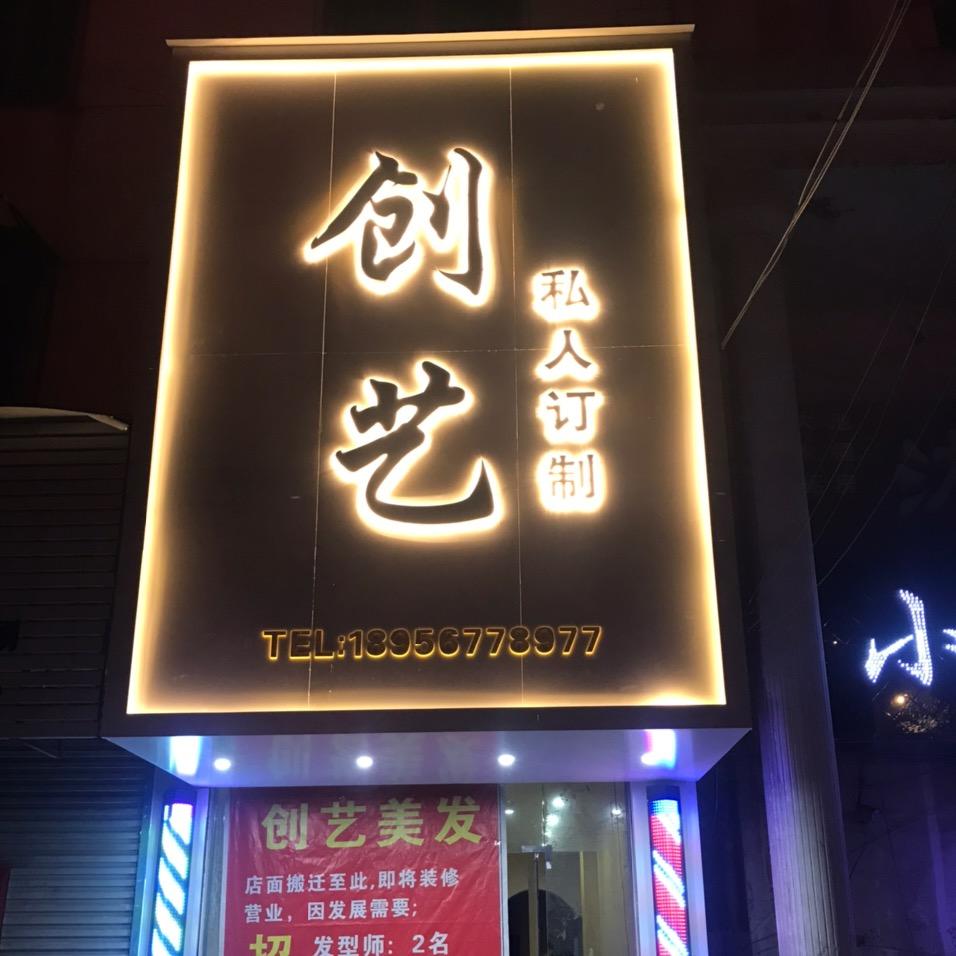 创艺
私人订制
TEL:18956778977
小
创艺美发
店面搬迁至此,即将装修
营业，因发展需要;
招
发型师：2名